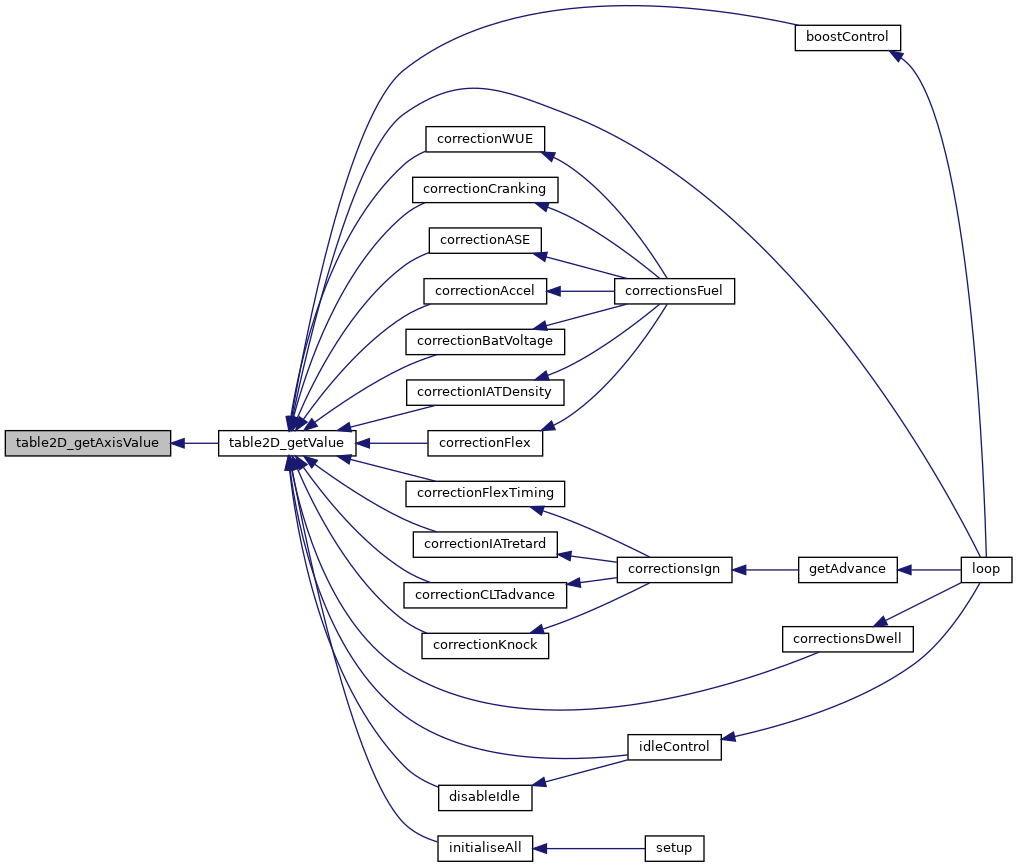 boostControl
correctionWUE
correctionCranking
correctionASE
correctionAccel
correctionsFuel
correctionBatVoltage
correctionIATDensity
table2D_getAxisValue
table2D_getValue
correctionFlex
correctionFlexTiming
correctionIATretard
correctionsIgn
getAdvance
loop
correctionCLTadvance
correctionKnock
correctionsDwell
idleControl
disableIdle
initialiseAll
setup